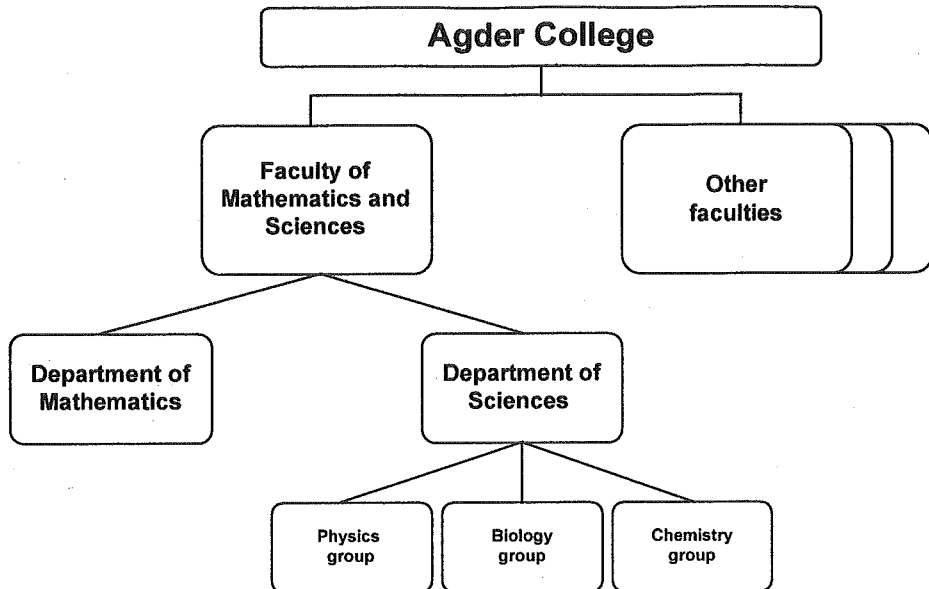 Agder College
Faculty of
Mathematics and
Sciences
Other
faculties
Department of
Mathematics
Department of
Sciences
Physics
group
Biology
group
Chemistry
group